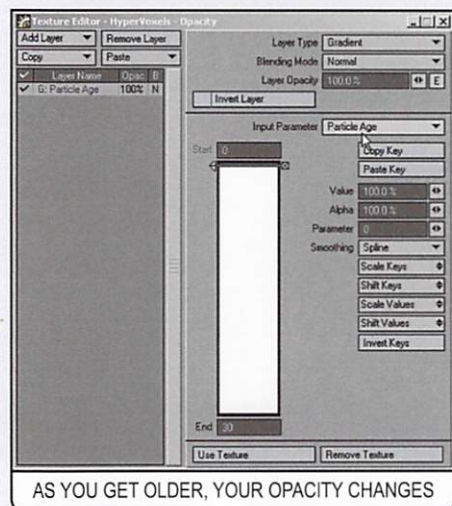 Texture Editor - HyperVoxels - Opacity
Add Layer Remove Layer
Copy Paste
Layer Name Opac B
G: Particle Age 100% N
Layer Type Gradient
Blending Mode Normal
Layer Opacity 100.0 % E
Invert Layer
Input Parameter Particle Age
Start 0
Copy Key
Paste Key
Value 100.0 %
Alpha 100.0 %
Parameter 0
Smoothing Spline
Scale Keys
Shift Keys
Scale Values
Shift Values
Invert Keys
End 30
Use Texture Remove Texture
AS YOU GET OLDER, YOUR OPACITY CHANGES